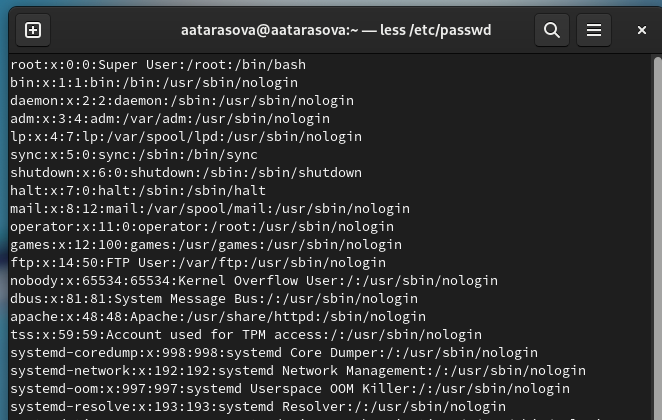 aatarasova@aatarasova:~ — less /etc/passwd
root:x:0:0:Super User:/root:/bin/bash
bin:x:1:1:bin:/bin:/usr/sbin/nologin
daemon:x:2:2:daemon:/sbin:/usr/sbin/nologin
adm:x:3:4:adm:/var/adm:/usr/sbin/nologin
lp:x:4:7:lp:/var/spool/lpd:/usr/sbin/nologin
sync:x:5:0:sync:/sbin:/bin/sync
shutdown:x:6:0:shutdown:/sbin:/sbin/shutdown
halt:x:7:0:halt:/sbin:/sbin/halt
mail:x:8:12:mail:/var/spool/mail:/usr/sbin/nologin
operator:x:11:0:operator:/root:/usr/sbin/nologin
games:x:12:100:games:/usr/games:/usr/sbin/nologin
ftp:x:14:50:FTP User:/var/ftp:/usr/sbin/nologin
nobody:x:65534:65534:Kernel Overflow User:/:/usr/sbin/nologin
dbus:x:81:81:System Message Bus:/:/usr/sbin/nologin
apache:x:48:48:Apache:/usr/share/httpd:/sbin/nologin
tss:x:59:59:Account used for TPM access:/:/usr/sbin/nologin
systemd-coredump:x:998:998:systemd Core Dumper:/:/usr/sbin/nologin
systemd-network:x:192:192:systemd Network Management:/:/usr/sbin/nologin
systemd-oom:x:997:997:systemd Userspace OOM Killer:/:/usr/sbin/nologin
systemd-resolve:x:193:193:systemd Resolver:/:/usr/sbin/nologin